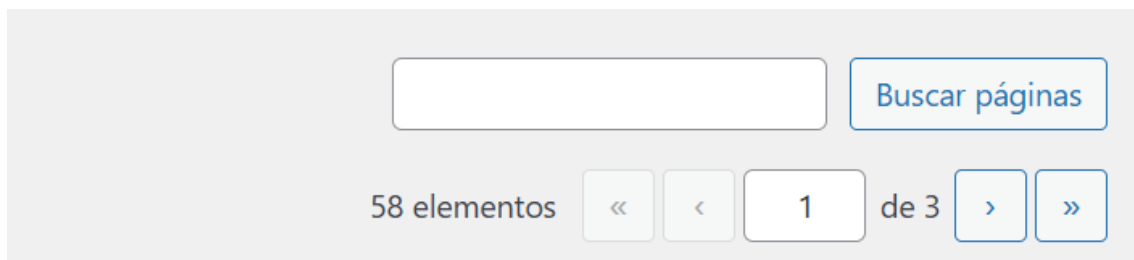 Buscar páginas
58 elementos « ‹ 1 de 3 › »